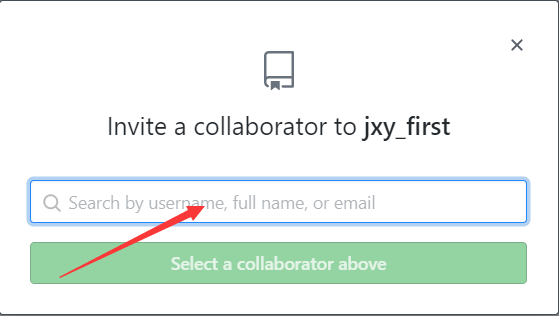 Invite a collaborator to jxy_first
Search by username, full name, or email
Select a collaborator above